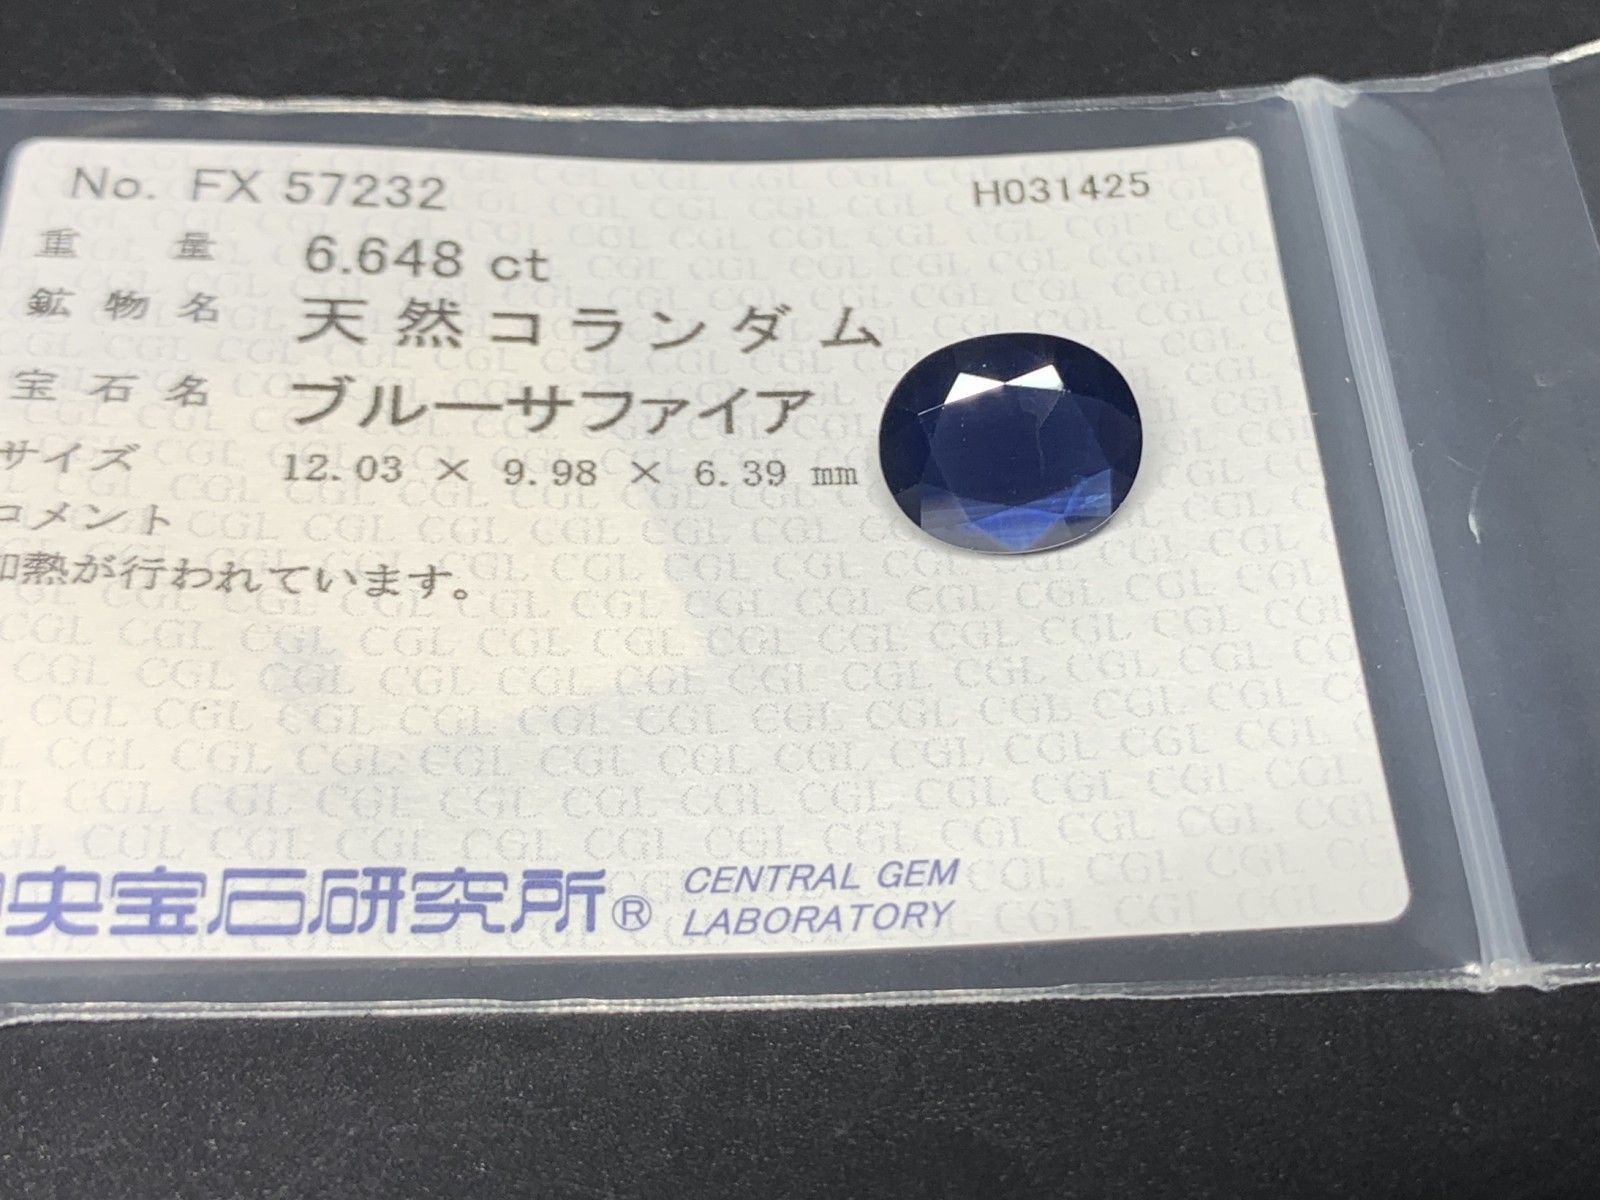 No. FX 57232 H031425
重 量 6.648 ct
鉱 物 名 天然コランダム
宝 石 名 ブルーサファイア
サイズ 12.03 × 9.98 × 6.39 mm
コメント
加熱が行われています。
中央宝石研究所® CENTRAL GEM
LABORATORY